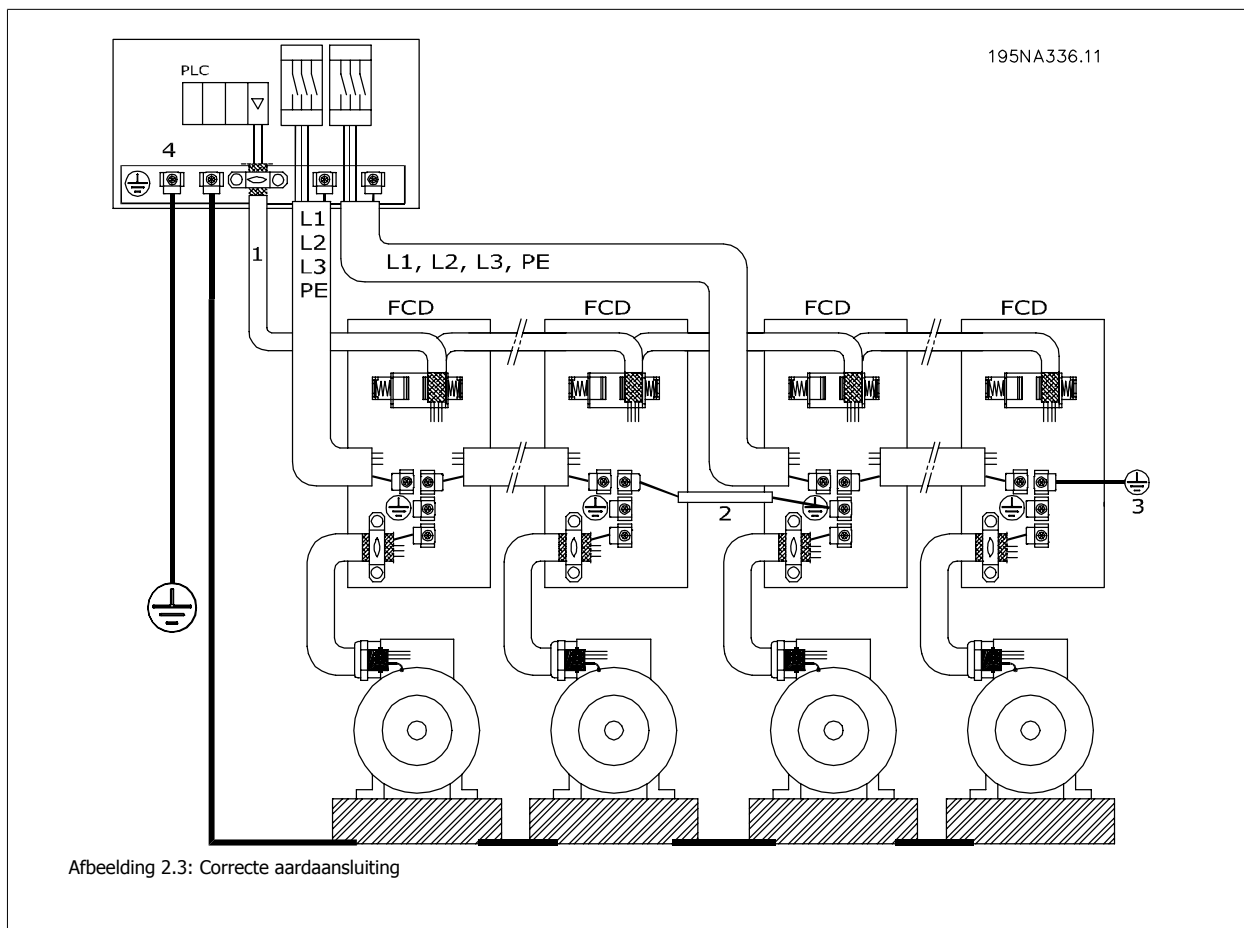 195NA336.11
PLC
4
1
L1
L2
L3
PE
L1, L2, L3, PE
FCD
FCD
FCD
FCD
2
3
Afbeelding 2.3: Correcte aardaansluiting